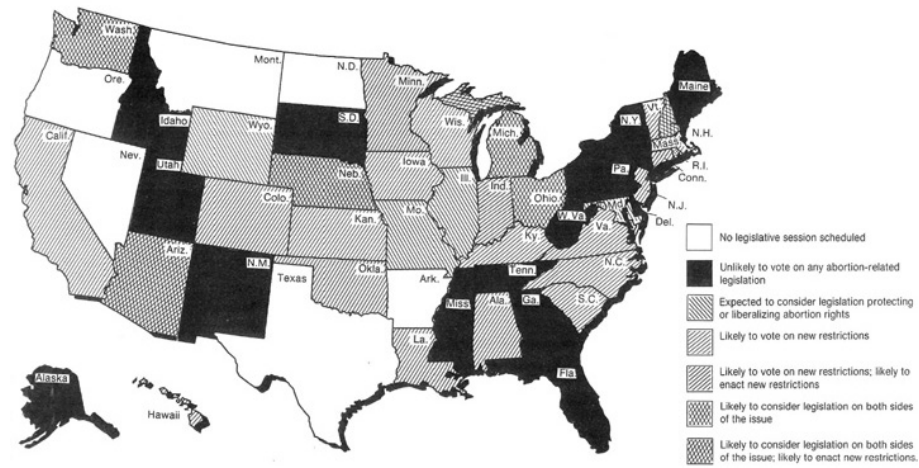 Wash.
Mont.
N.D.
Minn.
Ore.
Idaho
S.D.
Wis.
Mich.
Vt.
Maine
N.Y.
N.H.
Mass.
R.I.
Conn.
Wyo.
Calif.
Nev.
Utah
Neb.
Iowa
Ill.
Ind.
Ohio
Pa.
N.J.
Del.
Md.
W.Va.
Va.
Colo.
Kan.
Mo.
Ky.
N.C.
Ariz.
N.M.
Texas
Okla.
Ark.
Tenn.
S.C.
Miss.
Ala.
Ga.
La.
Fla.
Alaska
Hawaii
No legislative session scheduled
Unlikely to vote on any abortion-related
legislation
Expected to consider legislation protecting
or liberalizing abortion rights
Likely to vote on new restrictions
Likely to vote on new restrictions; likely to
enact new restrictions
Likely to consider legislation on both sides
of the issue
Likely to consider legislation on both sides
of the issue; likely to enact new restrictions.